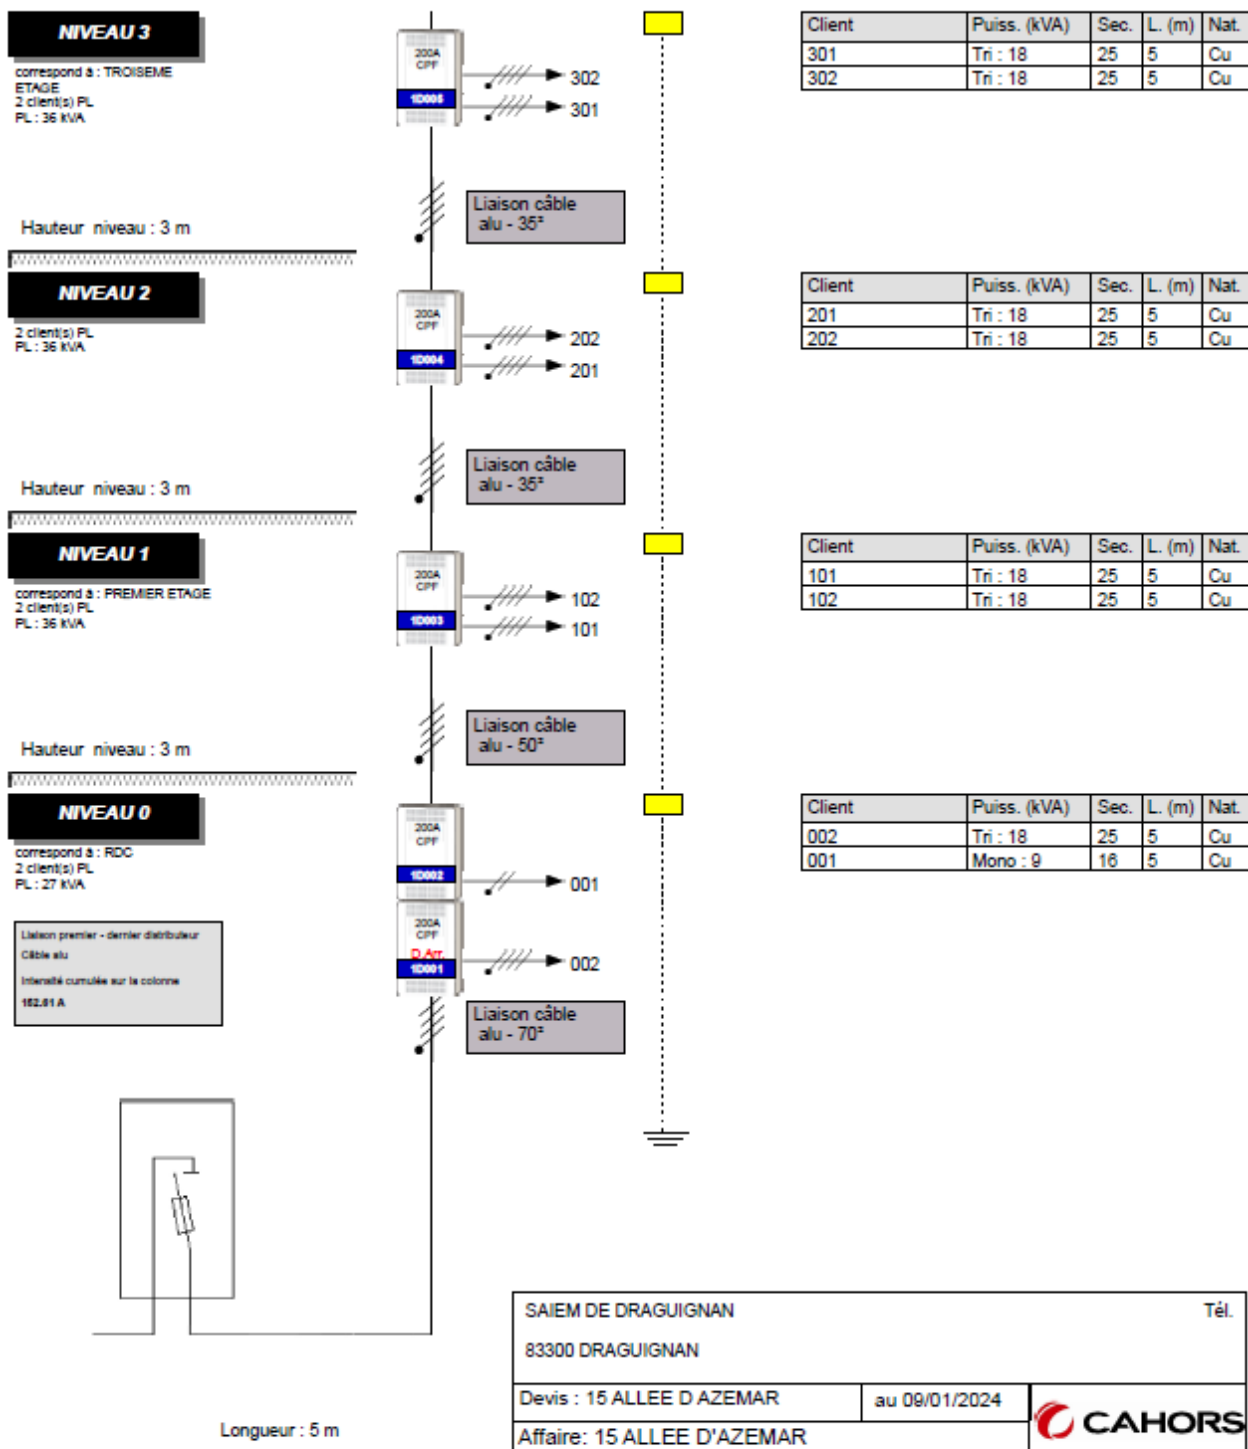 NIVEAU 3
correspond à : TROISEME
ETAGE
2 client(s) PL
PL : 36 kVA
200A
CPF
1D005
302
301
Client Puiss. (kVA) Sec. L. (m) Nat.
301 Tri : 18 25 5 Cu
302 Tri : 18 25 5 Cu
Liaison câble
alu - 35²
Hauteur niveau : 3 m
NIVEAU 2
2 client(s) PL
PL : 36 kVA
200A
CPF
1D004
202
201
Client Puiss. (kVA) Sec. L. (m) Nat.
201 Tri : 18 25 5 Cu
202 Tri : 18 25 5 Cu
Liaison câble
alu - 35²
Hauteur niveau : 3 m
NIVEAU 1
correspond à : PREMIER ETAGE
2 client(s) PL
PL : 36 kVA
200A
CPF
1D003
102
101
Client Puiss. (kVA) Sec. L. (m) Nat.
101 Tri : 18 25 5 Cu
102 Tri : 18 25 5 Cu
Liaison câble
alu - 50²
Hauteur niveau : 3 m
NIVEAU 0
correspond à : RDC
2 client(s) PL
PL : 27 kVA
200A
CPF
1D002
001
200A
CPF
D.Arr.
1D001
002
Client Puiss. (kVA) Sec. L. (m) Nat.
002 Tri : 18 25 5 Cu
001 Mono : 9 16 5 Cu
Liaison premier - dernier distributeur
Câble alu
Intensité cumulée sur la colonne
152.61 A
Liaison câble
alu - 70²
Longueur : 5 m
SAIEM DE DRAGUIGNAN Tél.
83300 DRAGUIGNAN
Devis : 15 ALLEE D AZEMAR au 09/01/2024
Affaire: 15 ALLEE D'AZEMAR
CAHORS